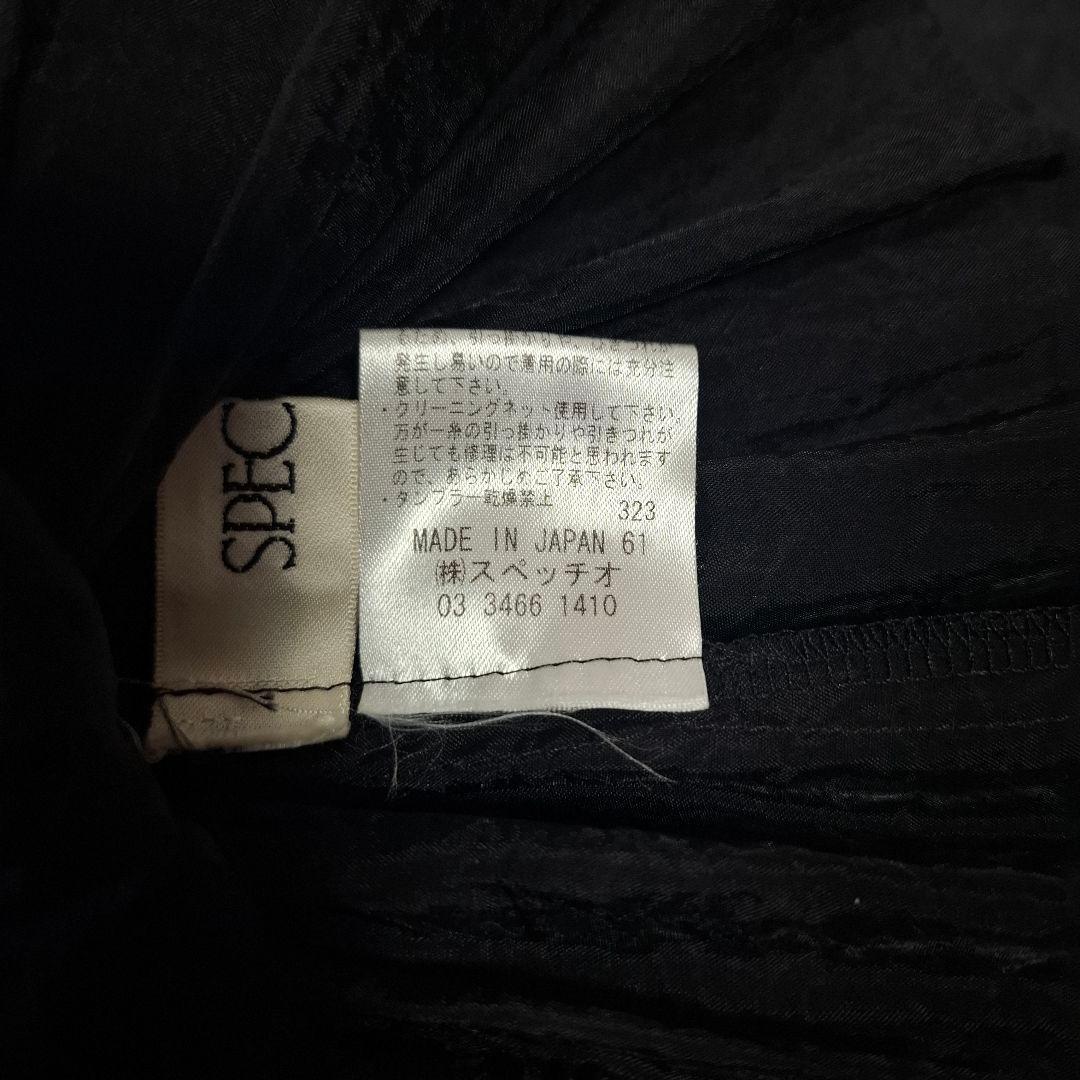 SPEC
発生し易いので着用の際には充分注
意して下さい。
・クリーニングネット使用して下さい。
万が一糸の引っ掛かりや引きつれが
生じても修理は不可能と思われます
ので、あらかじめご了承下さい。
・タンブラー乾燥禁止
323
MADE IN JAPAN 61
㈱スペッチオ
03 3466 1410